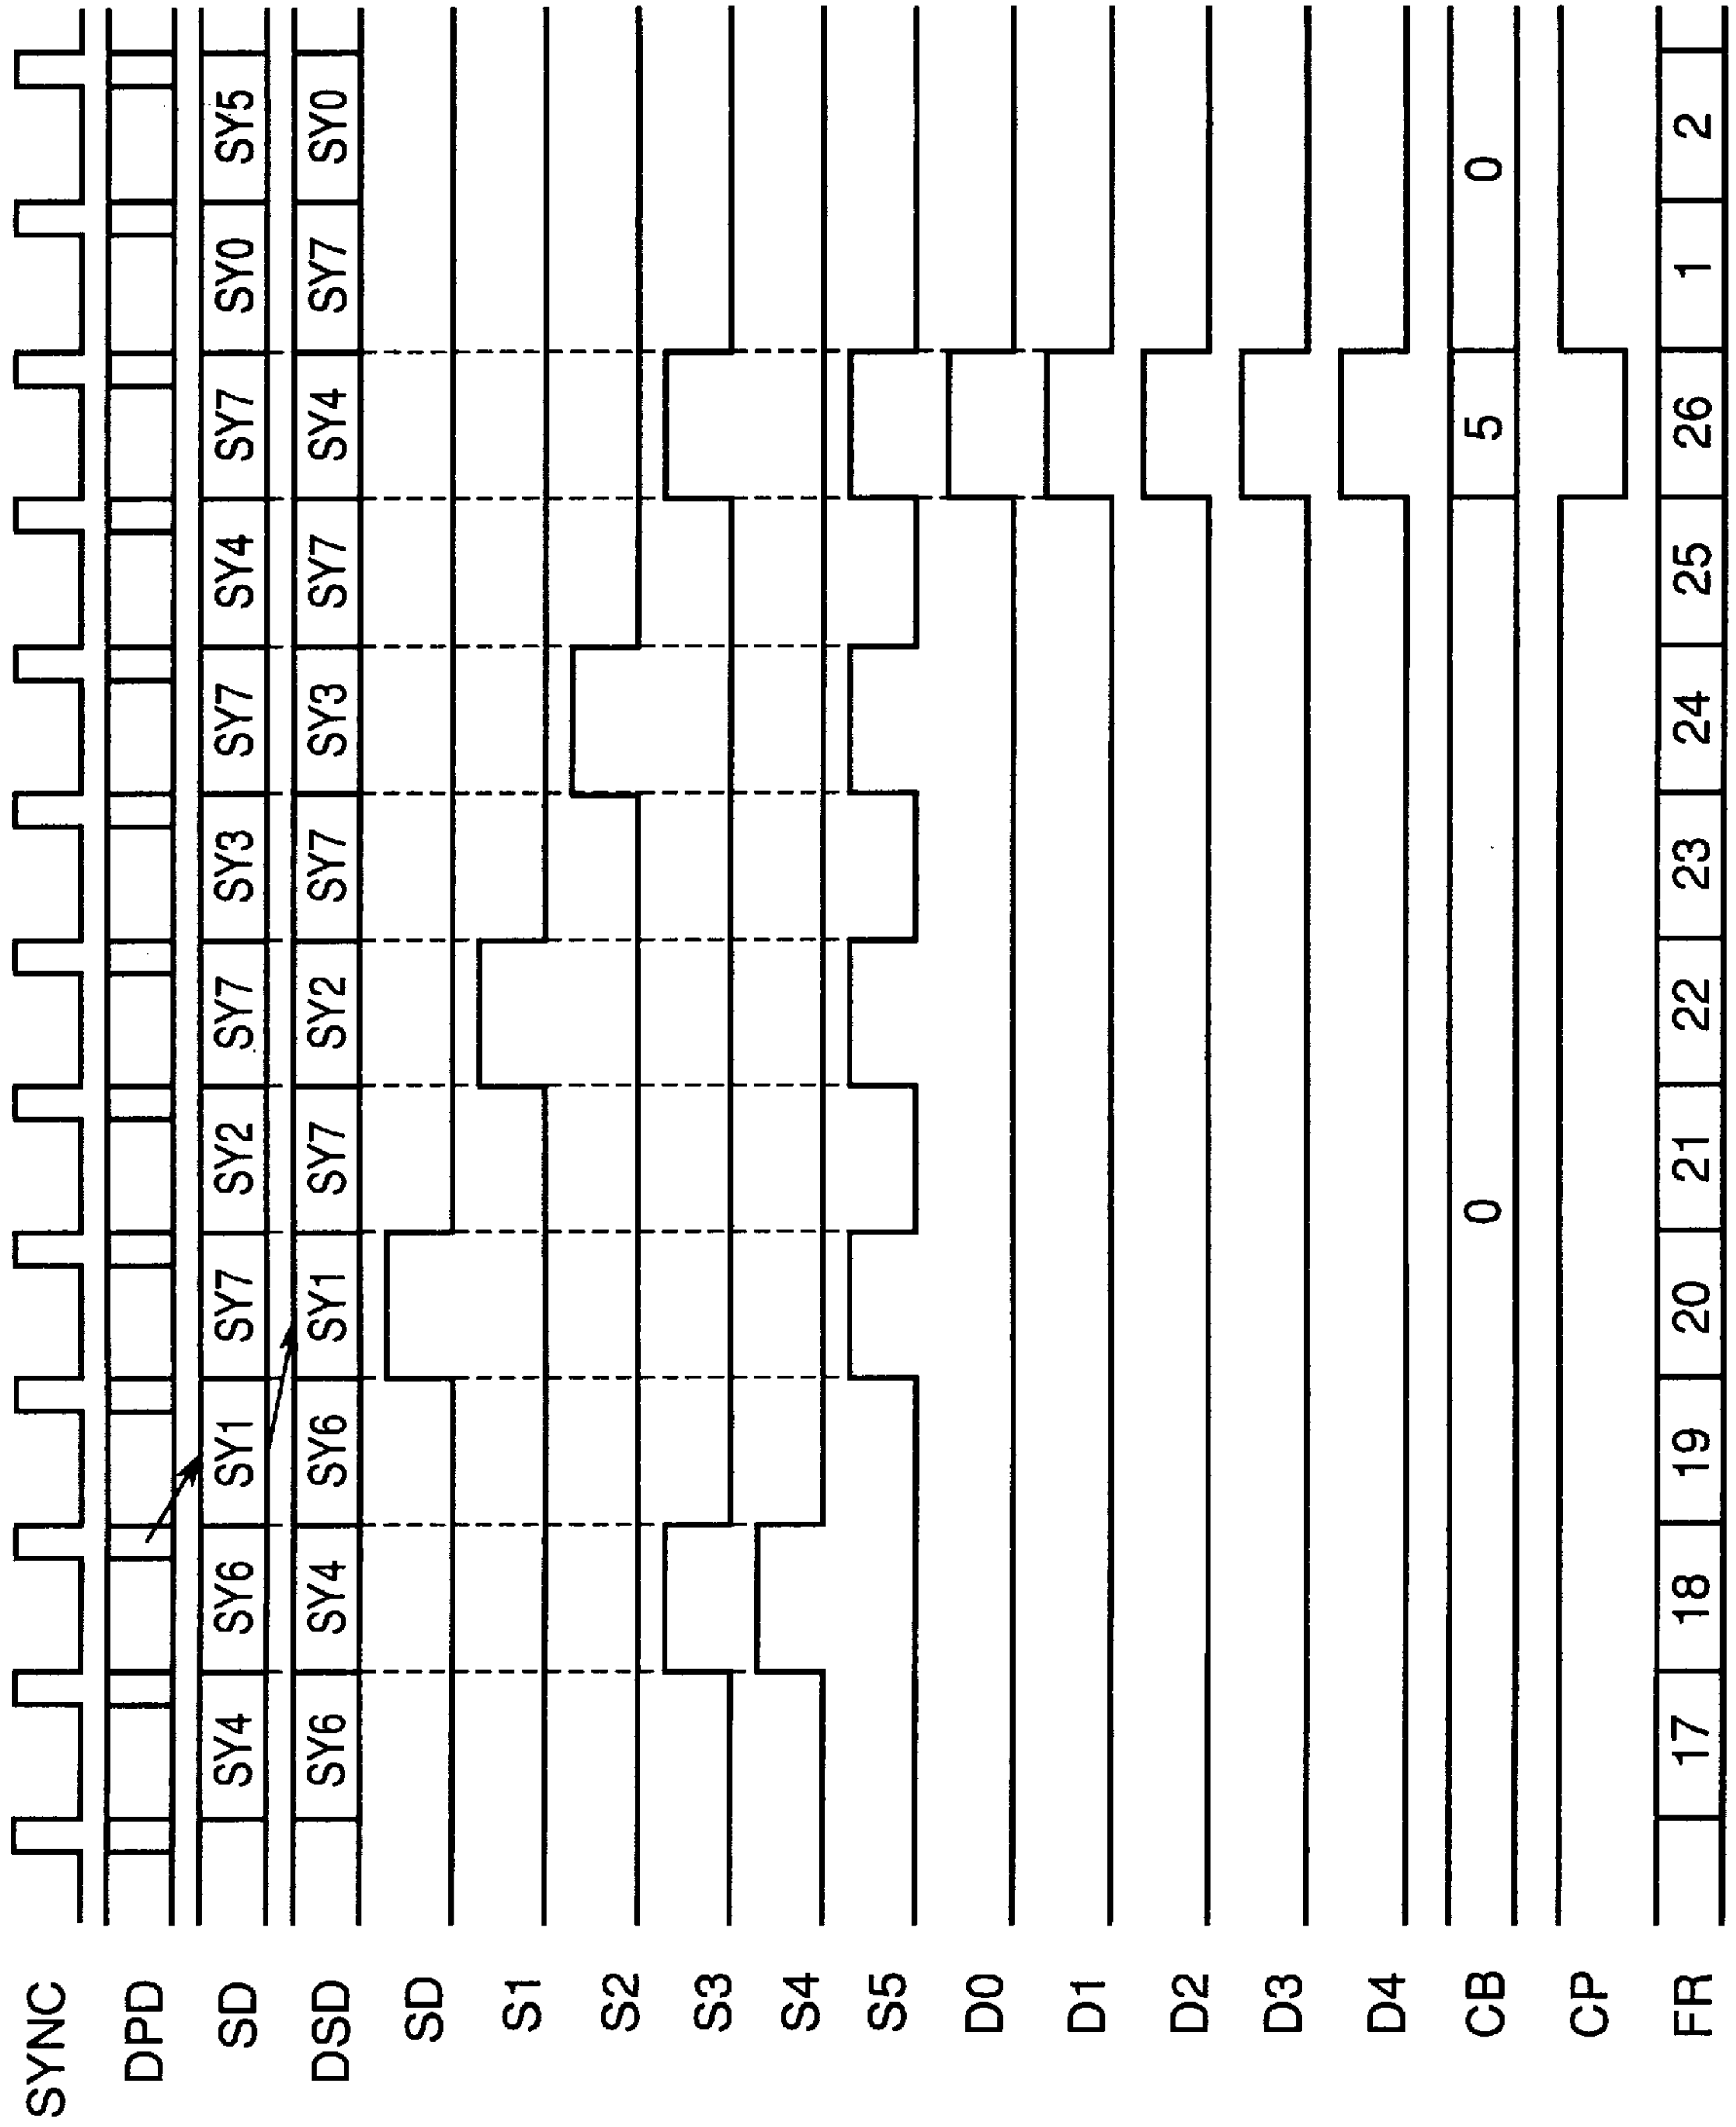 SYNC
DPD
SD SY4 SY6 SY1 SY7 SY2 SY7 SY3 SY7 SY4 SY7 SY0 SY5
DSD SY6 SY4 SY6 SY1 SY7 SY2 SY7 SY3 SY7 SY4 SY7 SY0
SD
S1
S2
S3
S4
S5
D0
D1
D2
D3
D4
CB 0 5 0
CP
FR 17 18 19 20 21 22 23 24 25 26 1 2